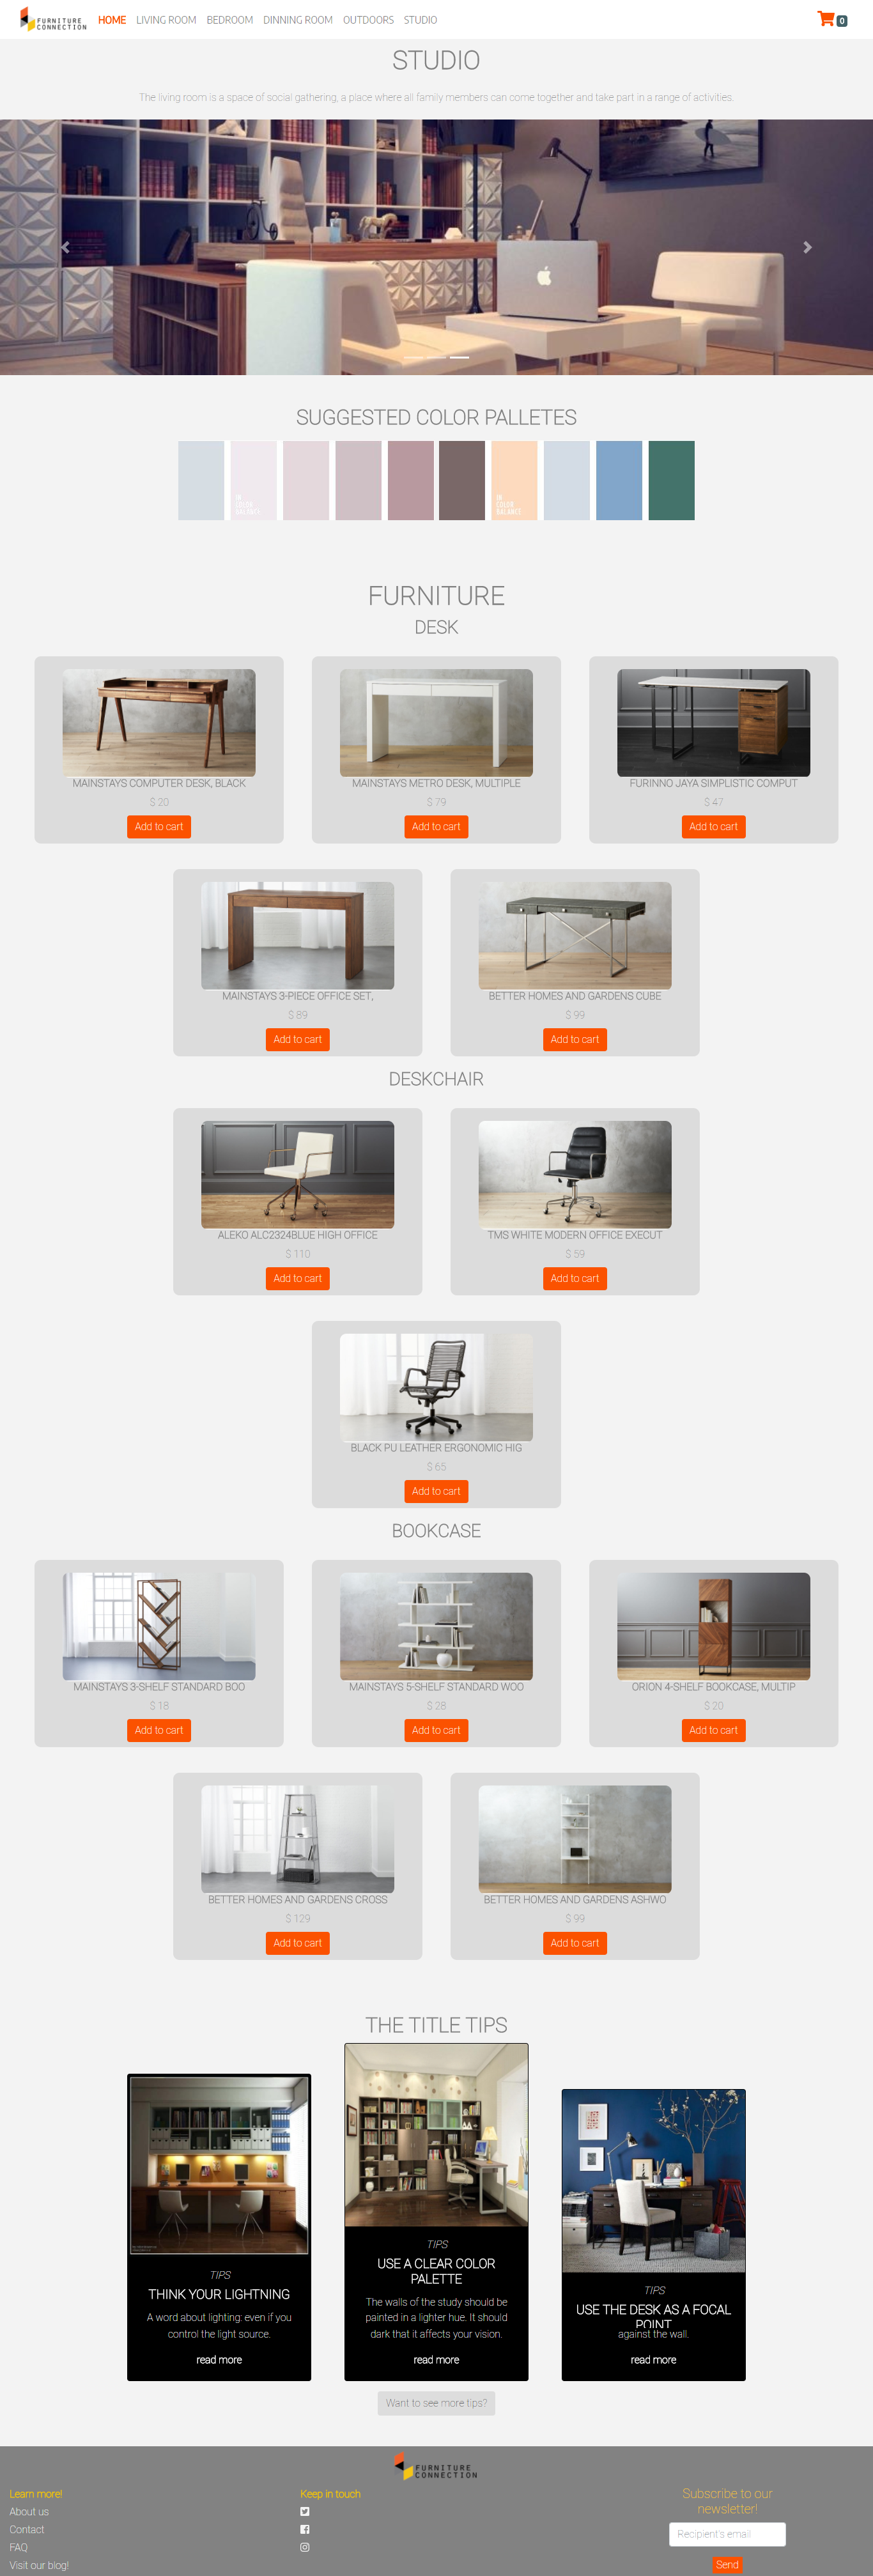 FURNITURE
CONNECTION
HOME LIVING ROOM BEDROOM DINNING ROOM OUTDOORS STUDIO
0
STUDIO
The living room is a space of social gathering, a place where all family members can come together and take part in a range of activities.
SUGGESTED COLOR PALLETES
IN
COLOR
BALANCE
IN
COLOR
BALANCE
FURNITURE
DESK
MAINSTAYS COMPUTER DESK, BLACK
$ 20
Add to cart
MAINSTAYS METRO DESK, MULTIPLE
$ 79
Add to cart
FURINNO JAYA SIMPLISTIC COMPUT
$ 47
Add to cart
MAINSTAYS 3-PIECE OFFICE SET,
$ 89
Add to cart
BETTER HOMES AND GARDENS CUBE
$ 99
Add to cart
DESKCHAIR
ALEKO ALC2324BLUE HIGH OFFICE
$ 110
Add to cart
TMS WHITE MODERN OFFICE EXECUT
$ 59
Add to cart
BLACK PU LEATHER ERGONOMIC HIG
$ 65
Add to cart
BOOKCASE
MAINSTAYS 3-SHELF STANDARD BOO
$ 18
Add to cart
MAINSTAYS 5-SHELF STANDARD WOO
$ 28
Add to cart
ORION 4-SHELF BOOKCASE, MULTIP
$ 20
Add to cart
BETTER HOMES AND GARDENS CROSS
$ 129
Add to cart
BETTER HOMES AND GARDENS ASHWO
$ 99
Add to cart
THE TITLE TIPS
TIPS
THINK YOUR LIGHTNING
A word about lighting: even if you
control the light source.
read more
TIPS
USE A CLEAR COLOR
PALETTE
The walls of the study should be
painted in a lighter hue. It should
dark that it affects your vision.
read more
TIPS
USE THE DESK AS A FOCAL
POINT
against the wall.
read more
Want to see more tips?
FURNITURE
CONNECTION
Learn more!
About us
Contact
FAQ
Visit our blog!
Keep in touch
Subscribe to our
newsletter!
Recipient's email
Send